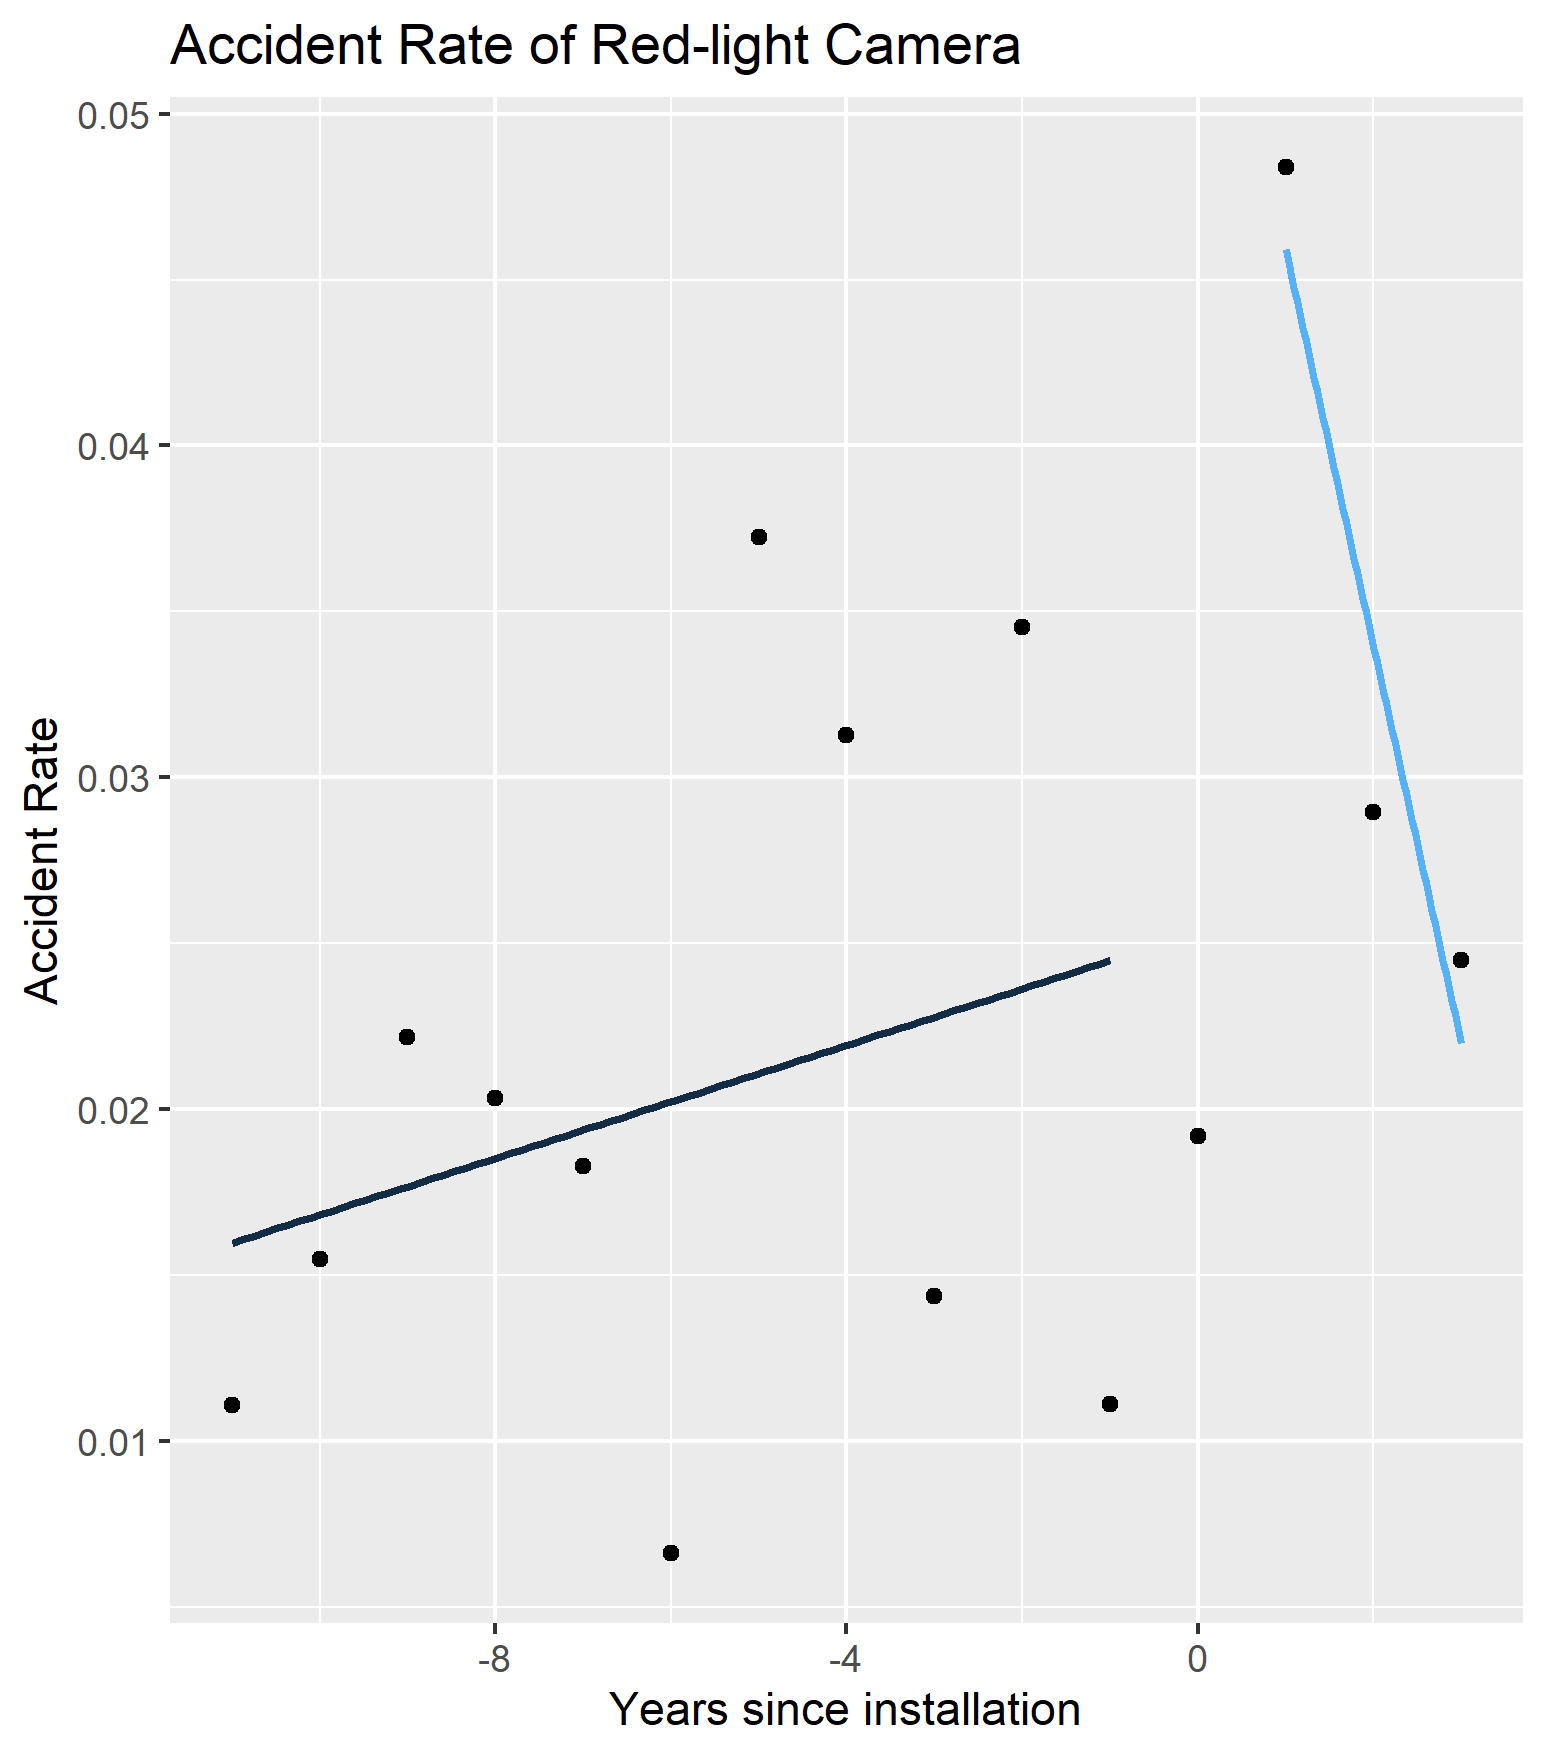 Accident Rate of Red-light Camera
0.05
0.04
0.03
0.02
0.01
Accident Rate
-8
-4
0
Years since installation